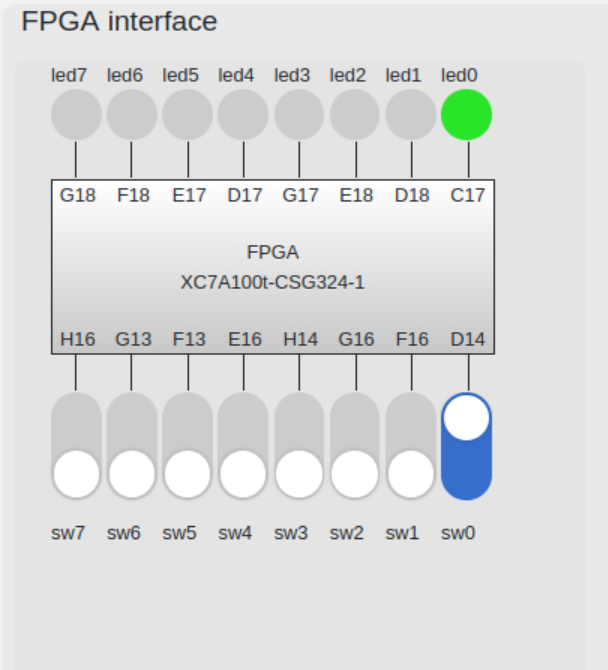 FPGA interface
led7 led6 led5 led4 led3 led2 led1 led0
G18 F18 E17 D17 G17 E18 D18 C17
FPGA
XC7A100t-CSG324-1
H16 G13 F13 E16 H14 G16 F16 D14
sw7 sw6 sw5 sw4 sw3 sw2 sw1 sw0